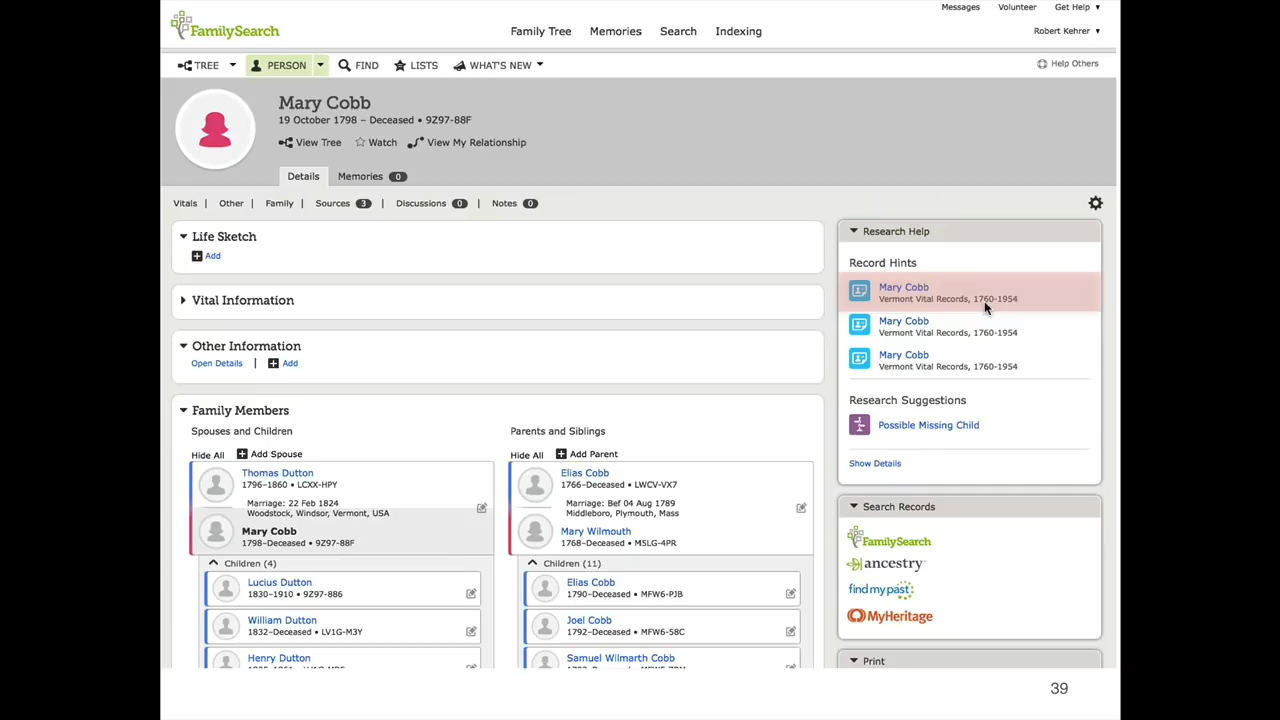 Messages Volunteer Get Help
FamilySearch
Family Tree Memories Search Indexing
Robert Kehrer
TREE PERSON FIND LISTS WHAT'S NEW
Help Others
Mary Cobb
19 October 1798 – Deceased • 9Z97-88F
View Tree Watch View My Relationship
Details Memories 0
Vitals | Other | Family | Sources 3 | Discussions 0 | Notes 0
Life Sketch
Add
Vital Information
Other Information
Open Details | Add
Family Members
Spouses and Children
Hide All Add Spouse
Thomas Dutton
1796–1860 • LCXX-HPY
Marriage: 22 Feb 1824
Woodstock, Windsor, Vermont, USA
Mary Cobb
1798–Deceased • 9Z97-88F
Children (4)
Lucius Dutton
1830–1910 • 9Z97-886
William Dutton
1832–Deceased • LV1G-M3Y
Henry Dutton
Parents and Siblings
Hide All Add Parent
Elias Cobb
1766–Deceased • LWCV-VX7
Marriage: Bef 04 Aug 1789
Middleboro, Plymouth, Mass
Mary Wilmouth
1768–Deceased • M5LG-4PR
Children (11)
Elias Cobb
1790–Deceased • MFW6-PJB
Joel Cobb
1792–Deceased • MFW6-58C
Samuel Wilmarth Cobb
Research Help
Record Hints
Mary Cobb
Vermont Vital Records, 1760-1954
Mary Cobb
Vermont Vital Records, 1760-1954
Mary Cobb
Vermont Vital Records, 1760-1954
Research Suggestions
Possible Missing Child
Show Details
Search Records
FamilySearch
ancestry
findmypast
MyHeritage
Print
39